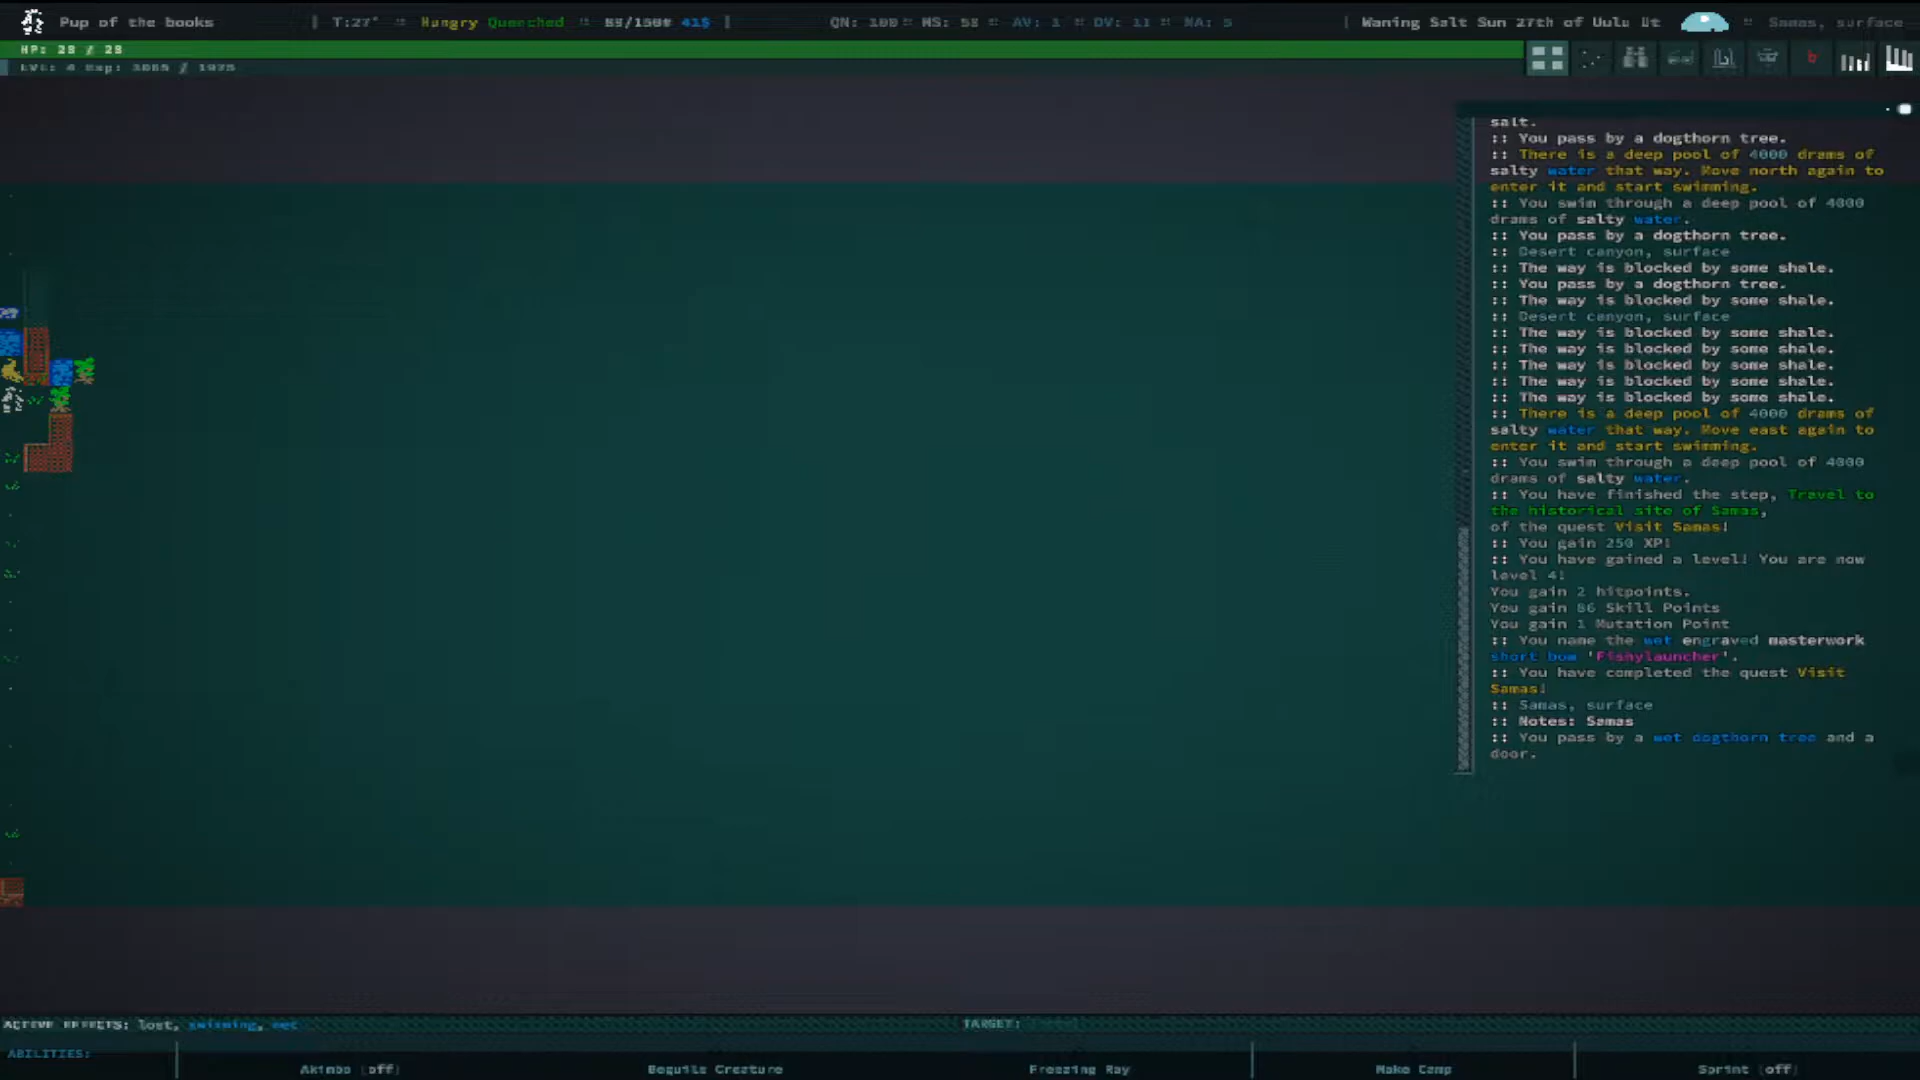 Pup of the books | T:27° Hungry Quenched 41$ | QN: 100 MS: 58 AV: 1 DV: 11 MA: 5 | Waning Salt Sun 27th of Uulu Ut Samas, surface
HP: 28 / 28
LVL: 4 Exp: / 1975
salt.
:: You pass by a dogthorn tree.
:: There is a deep pool of 4000 drams of
salty water that way. Move north again to
enter it and start swimming.
:: You swim through a deep pool of 4000
drams of salty water.
:: You pass by a dogthorn tree.
:: Desert canyon, surface
:: The way is blocked by some shale.
:: You pass by a dogthorn tree.
:: The way is blocked by some shale.
:: Desert canyon, surface
:: The way is blocked by some shale.
:: The way is blocked by some shale.
:: The way is blocked by some shale.
:: The way is blocked by some shale.
:: The way is blocked by some shale.
:: There is a deep pool of 4000 drams of
salty water that way. Move east again to
enter it and start swimming.
:: You swim through a deep pool of 4000
drams of salty water.
:: You have finished the step, Travel to
the historical site of Samas,
of the quest Visit Samas!
:: You gain 250 XP!
:: You have gained a level! You are now
level 4!
You gain 2 hitpoints.
You gain 86 Skill Points
You gain 1 Mutation Point
:: You name the wet engraved masterwork
short bow 'Fishylauncher'.
:: You have completed the quest Visit
Samas!
:: Samas, surface
:: Notes: Samas
:: You pass by a wet dogthorn tree and a
door.
ACTIVE EFFECTS: lost, swimming, wet TARGET:
ABILITIES:
Akimbo (off) Beguile Creature Freezing Ray Make Camp Sprint (off)